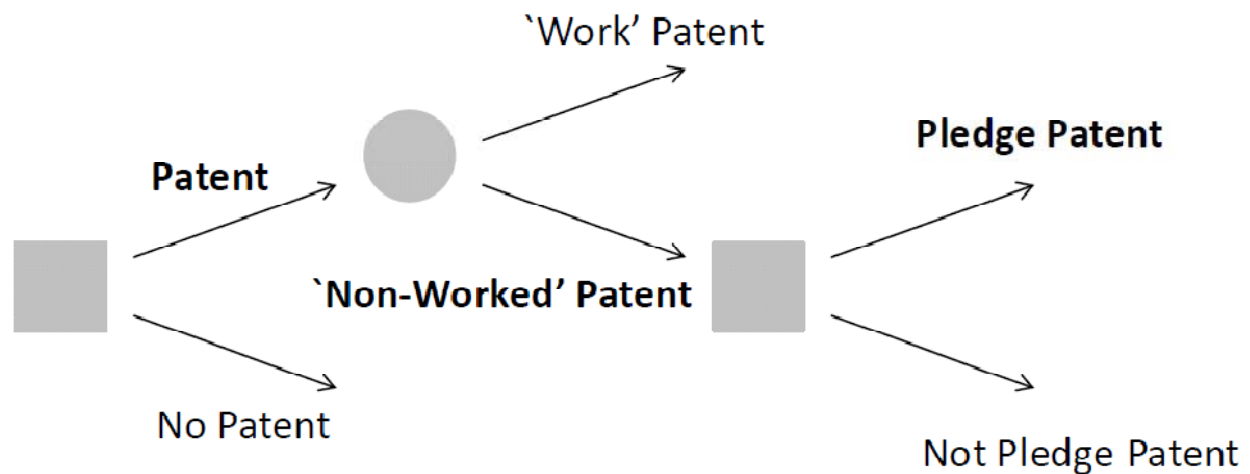 `Work’ Patent
Pledge Patent
Patent
`Non-Worked’ Patent
No Patent
Not Pledge Patent